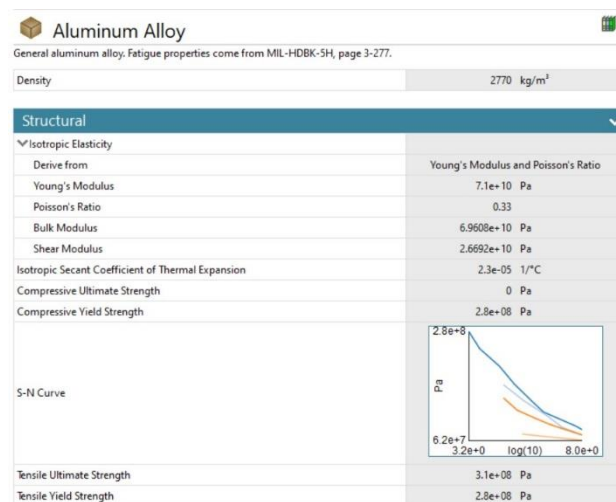 Aluminum Alloy
General aluminum alloy. Fatigue properties come from MIL-HDBK-5H, page 3-277.
Density 2770 kg/m³
Structural
Isotropic Elasticity
Derive from Young's Modulus and Poisson's Ratio
Young's Modulus 7.1e+10 Pa
Poisson's Ratio 0.33
Bulk Modulus 6.9608e+10 Pa
Shear Modulus 2.6692e+10 Pa
Isotropic Secant Coefficient of Thermal Expansion 2.3e-05 1/°C
Compressive Ultimate Strength 0 Pa
Compressive Yield Strength 2.8e+08 Pa
S-N Curve
2.8e+8
Pa
6.2e+7
3.2e+0 log(10) 8.0e+0
Tensile Ultimate Strength 3.1e+08 Pa
Tensile Yield Strength 2.8e+08 Pa